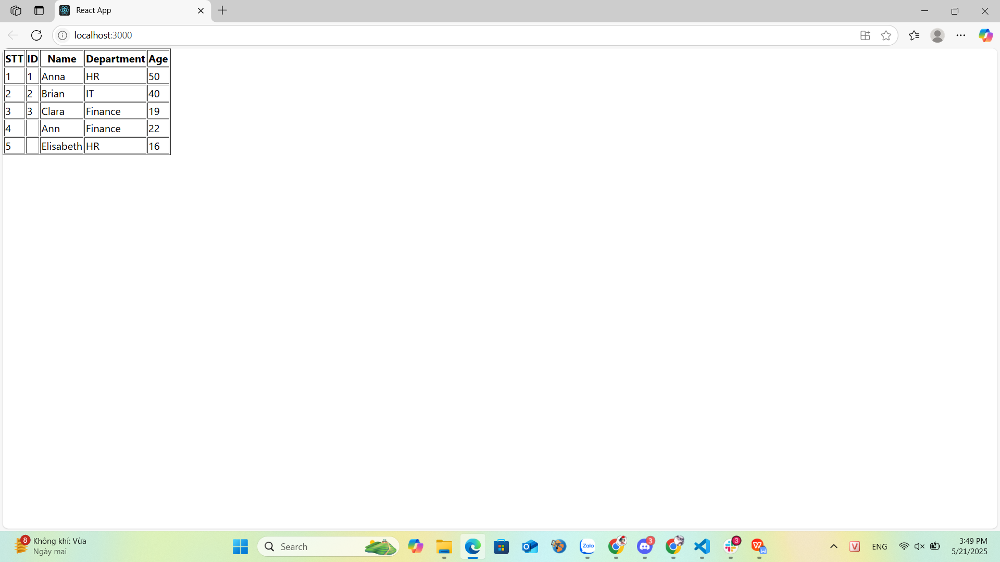 React App
localhost:3000
STT ID Name Department Age
1 1 Anna HR 50
2 2 Brian IT 40
3 3 Clara Finance 19
4 Ann Finance 22
5 Elisabeth HR 16
8 Không khí: Vừa
Ngày mai
Search
Zalo
3
3
W
V
ENG
3:49 PM
5/21/2025